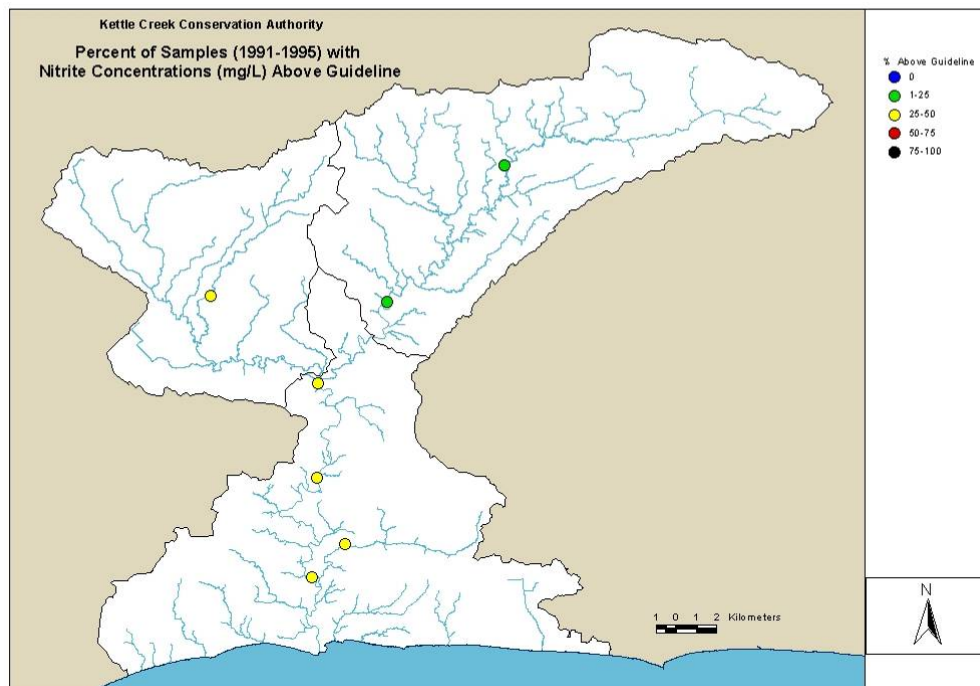 Kettle Creek Conservation Authority
Percent of Samples (1991-1995) with
Nitrite Concentrations (mg/L) Above Guideline
% Above Guideline
0
1-25
25-50
50-75
75-100
1 0 1 2 Kilometers
N